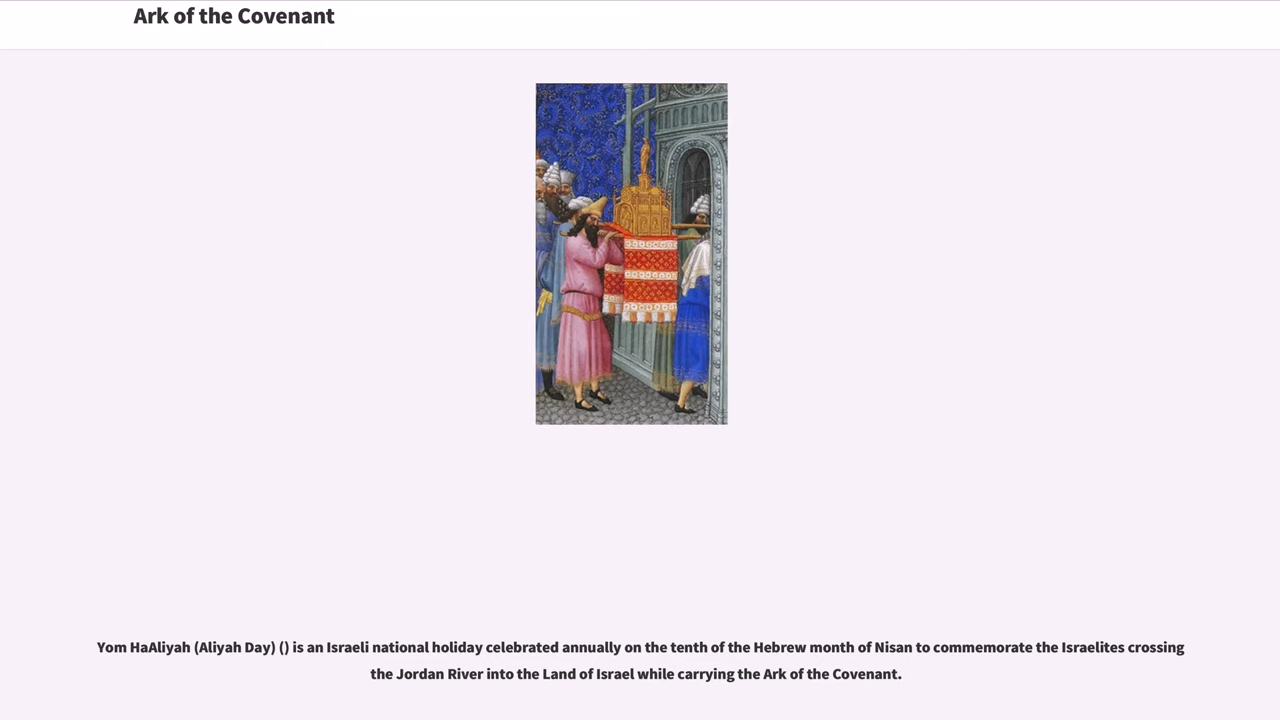 Ark of the Covenant
Yom HaAliyah (Aliyah Day) () is an Israeli national holiday celebrated annually on the tenth of the Hebrew month of Nisan to commemorate the Israelites crossing
the Jordan River into the Land of Israel while carrying the Ark of the Covenant.